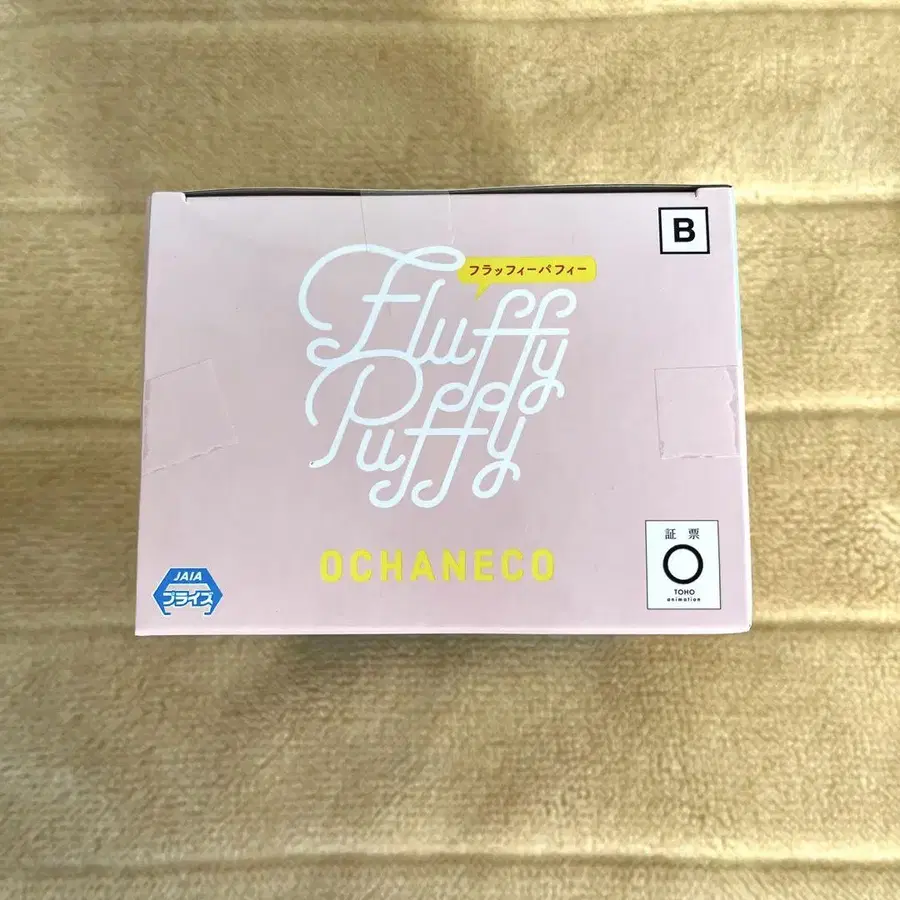 B
フラッフィーパフィー
Fluffy
Puffy
OCHANECO
JAIA
プライズ
証票
TOHO
animation